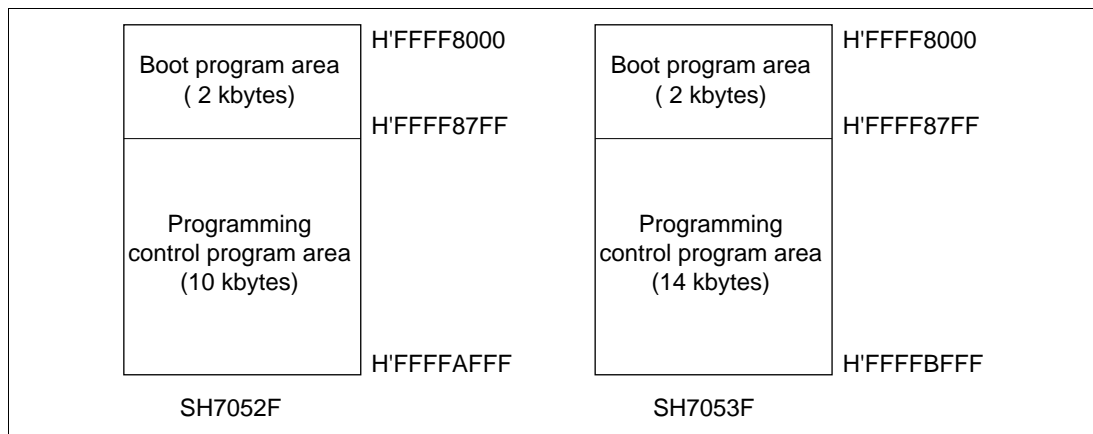 H'FFFF8000
Boot program area
( 2 kbytes)
H'FFFF87FF
Programming
control program area
(10 kbytes)
H'FFFFAFFF
SH7052F
H'FFFF8000
Boot program area
( 2 kbytes)
H'FFFF87FF
Programming
control program area
(14 kbytes)
H'FFFFBFFF
SH7053F